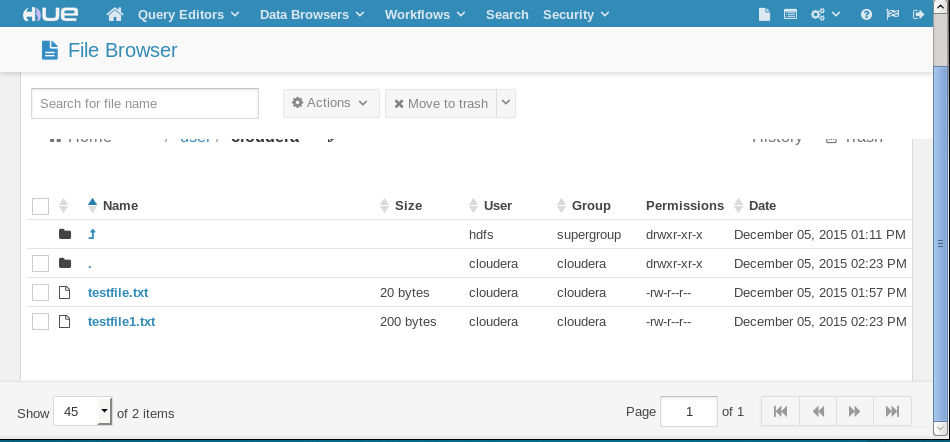 HUE Query Editors Data Browsers Workflows Search Security
File Browser
Search for file name Actions Move to trash
Home / user / cloudera History Trash
Name Size User Group Permissions Date
hdfs supergroup drwxr-xr-x December 05, 2015 01:11 PM
. cloudera cloudera drwxr-xr-x December 05, 2015 02:23 PM
testfile.txt 20 bytes cloudera cloudera -rw-r--r-- December 05, 2015 01:57 PM
testfile1.txt 200 bytes cloudera cloudera -rw-r--r-- December 05, 2015 02:23 PM
Show 45 of 2 items Page 1 of 1